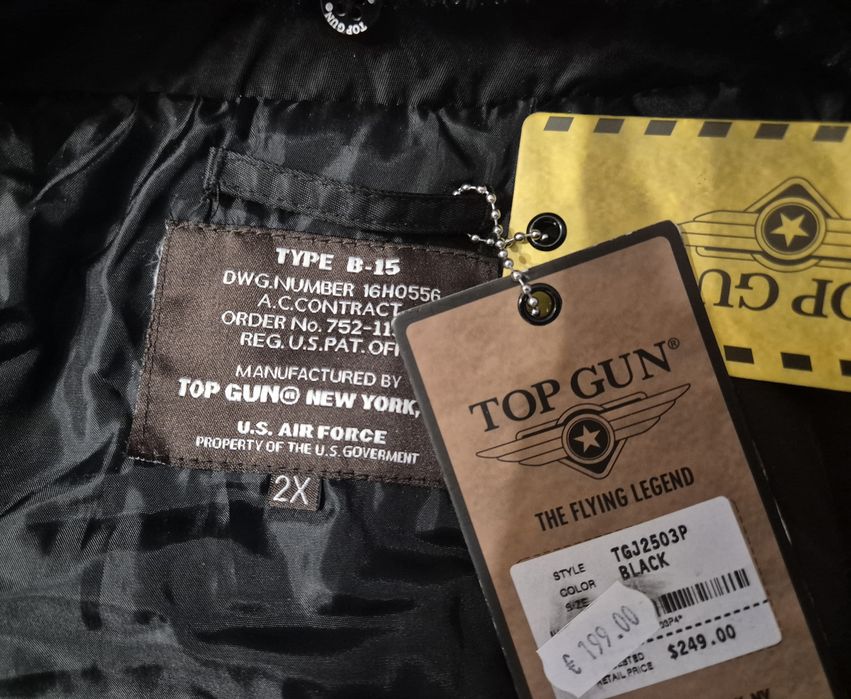 TOP GUN
TYPE B-15
DWG.NUMBER 16H0556
A.C.CONTRACT
ORDER No. 752-11
REG.U.S.PAT.OFF
MANUFACTURED BY
TOP GUN® NEW YORK,
U.S. AIR FORCE
PROPERTY OF THE U.S.GOVERMENT
2X
TOP GU
TOP GUN®
THE FLYING LEGEND
STYLE TGJ2503P
COLOR BLACK
SIZE
€ 199.00
RETAIL PRICE $249.00